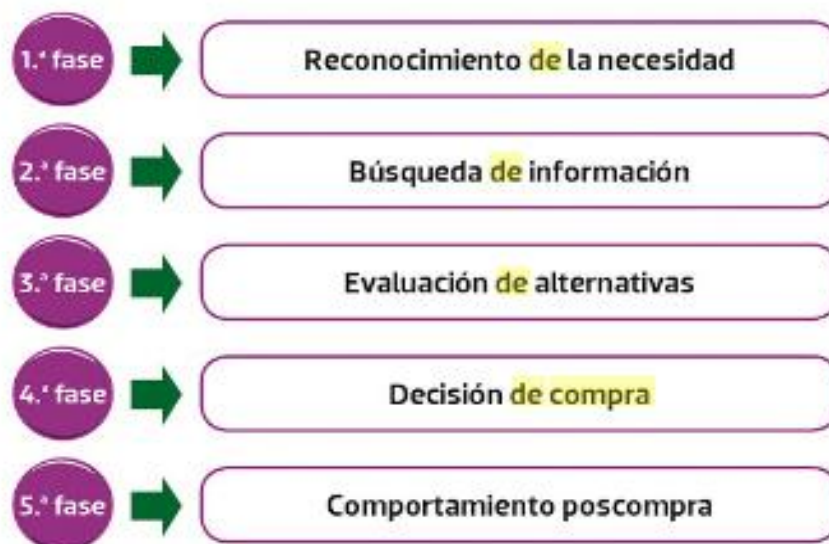 1.ª fase
Reconocimiento de la necesidad
2.ª fase
Búsqueda de información
3.ª fase
Evaluación de alternativas
4.ª fase
Decisión de compra
5.ª fase
Comportamiento poscompra